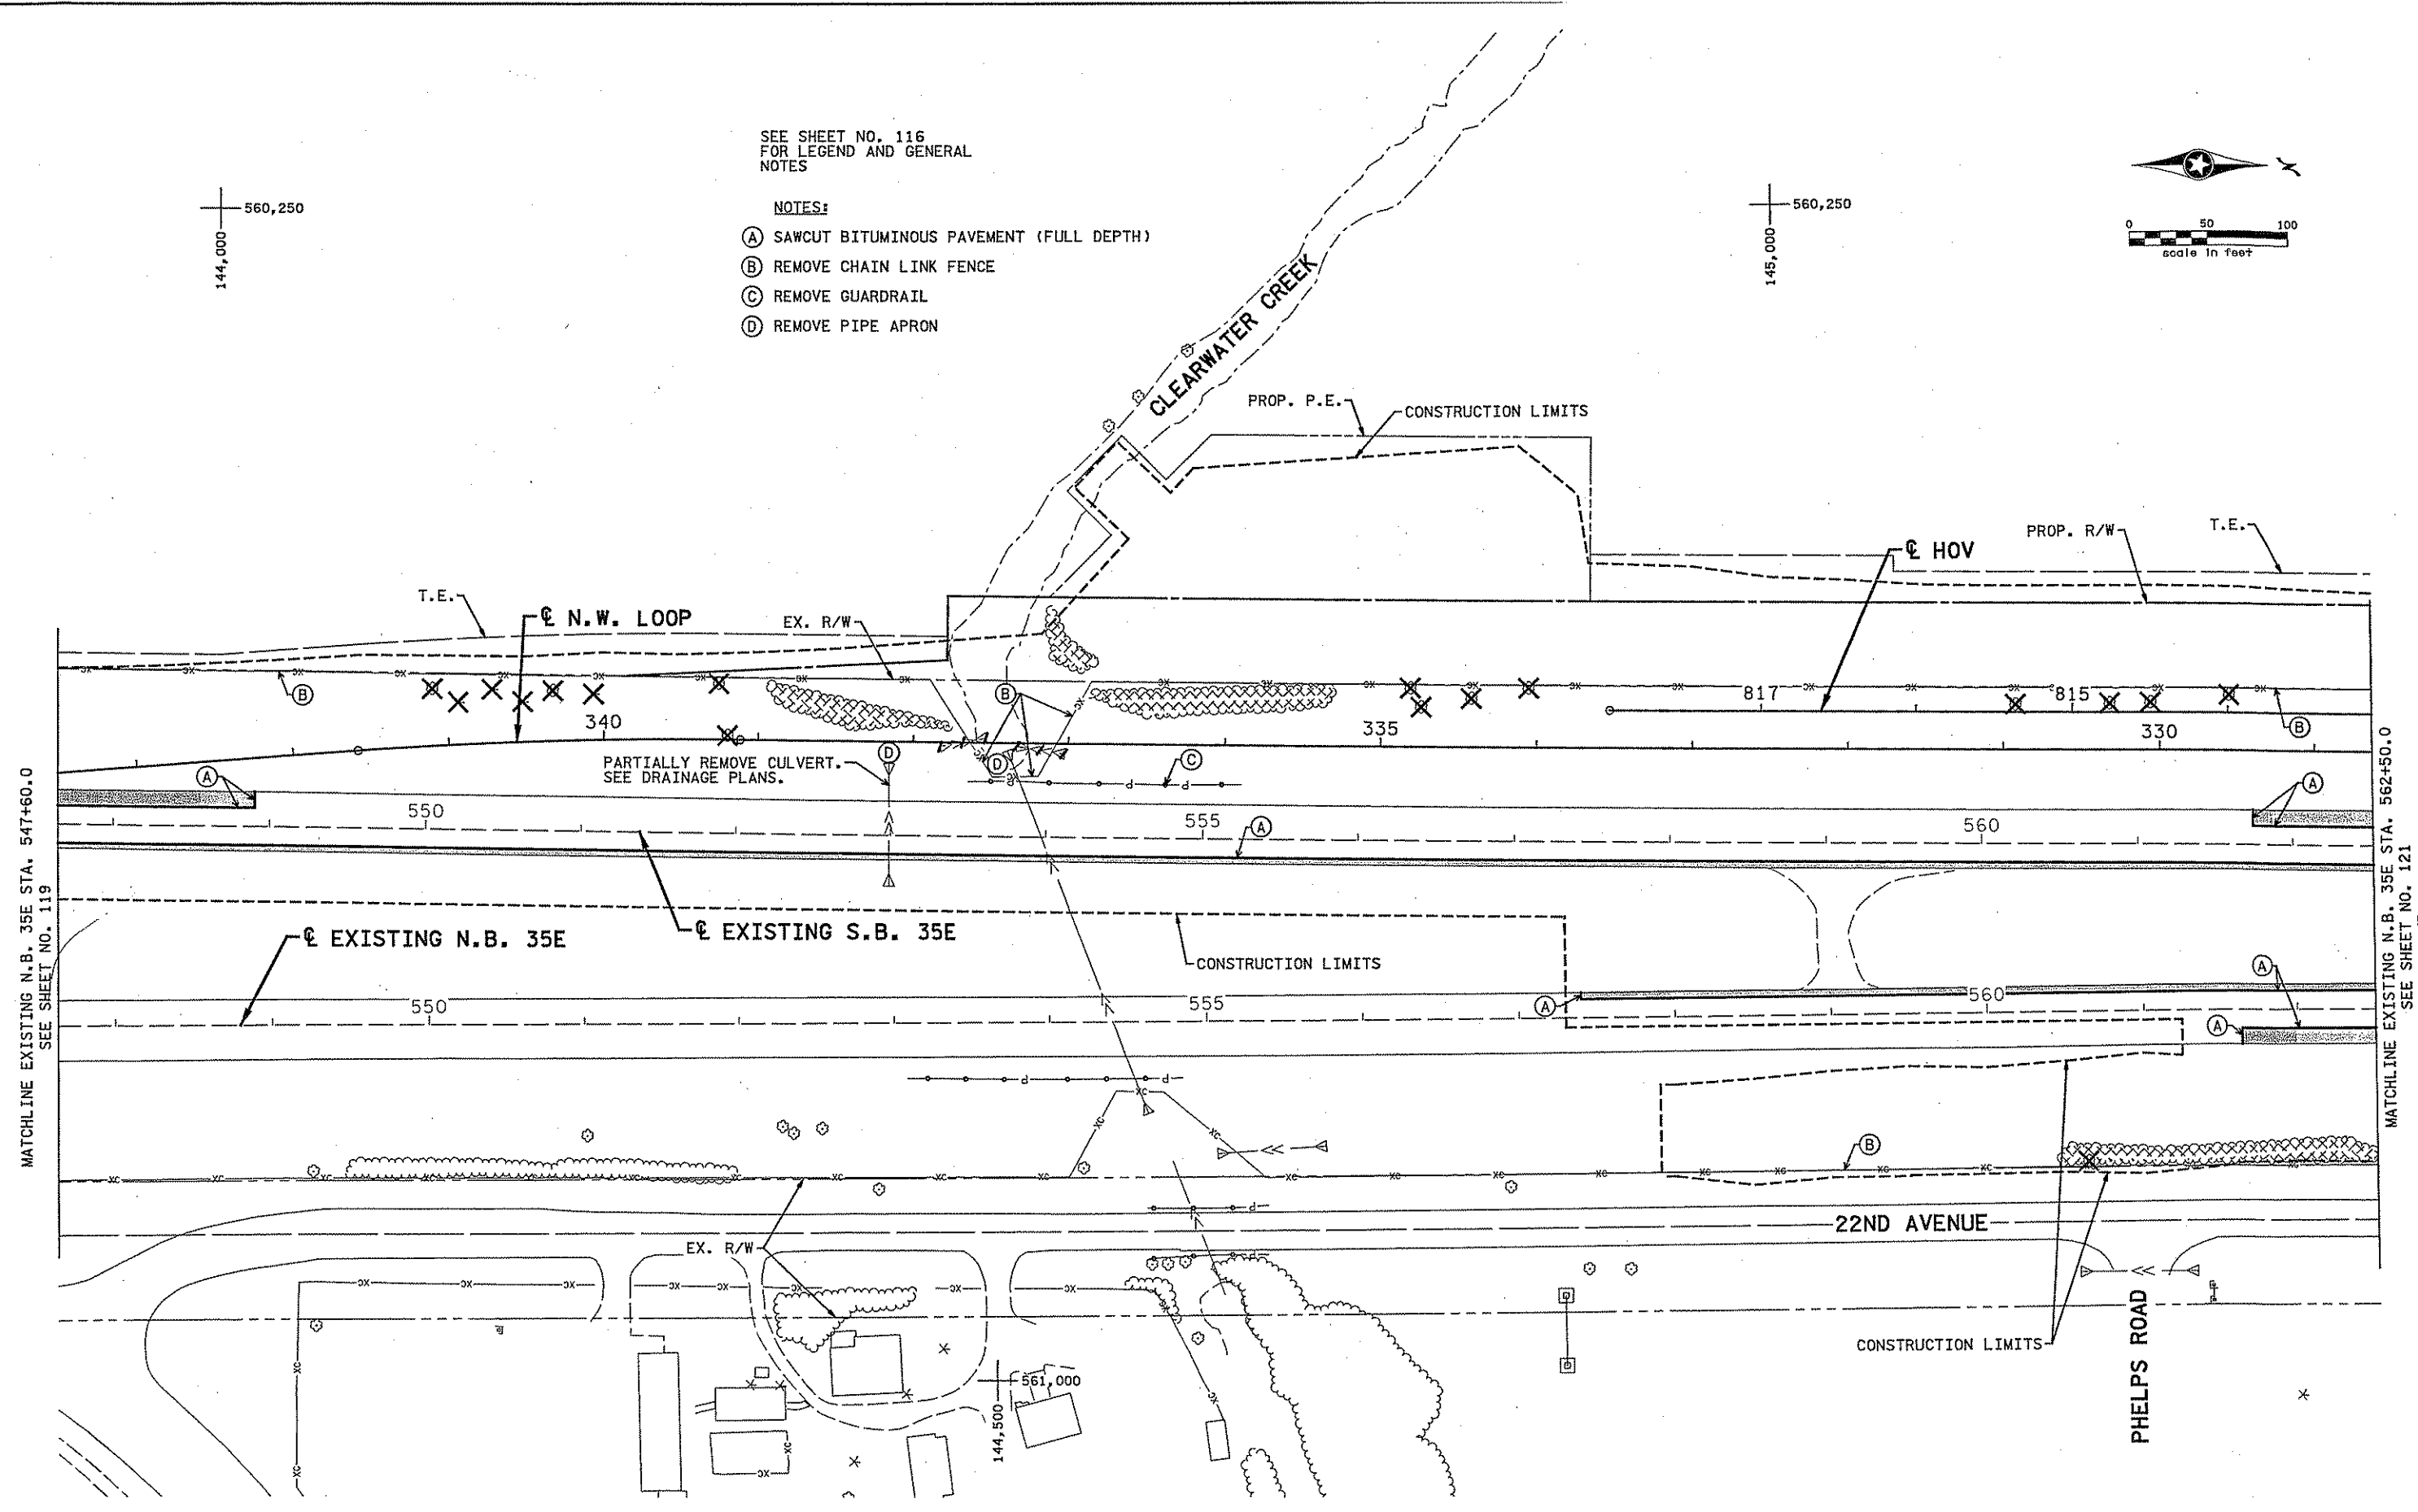 SEE SHEET NO. 116
FOR LEGEND AND GENERAL
NOTES
NOTES:
A SAWCUT BITUMINOUS PAVEMENT (FULL DEPTH)
B REMOVE CHAIN LINK FENCE
C REMOVE GUARDRAIL
D REMOVE PIPE APRON
560,250
144,000
560,250
145,000
0 50 100
scale in feet
CLEARWATER CREEK
PROP. P.E.
CONSTRUCTION LIMITS
PROP. R/W
T.E.
℄ HOV
T.E.
℄ N.W. LOOP
EX. R/W
B
B
817
815
340
335
330
B
D
D
C
PARTIALLY REMOVE CULVERT.
SEE DRAINAGE PLANS.
A
A
550
555
560
A
℄ EXISTING N.B. 35E
℄ EXISTING S.B. 35E
CONSTRUCTION LIMITS
A
A
550
555
560
A
B
22ND AVENUE
EX. R/W
CONSTRUCTION LIMITS
PHELPS ROAD
561,000
144,500
MATCHLINE EXISTING N.B. 35E STA. 547+60.0
SEE SHEET NO. 119
MATCHLINE EXISTING N.B. 35E STA. 562+50.0
SEE SHEET NO. 121